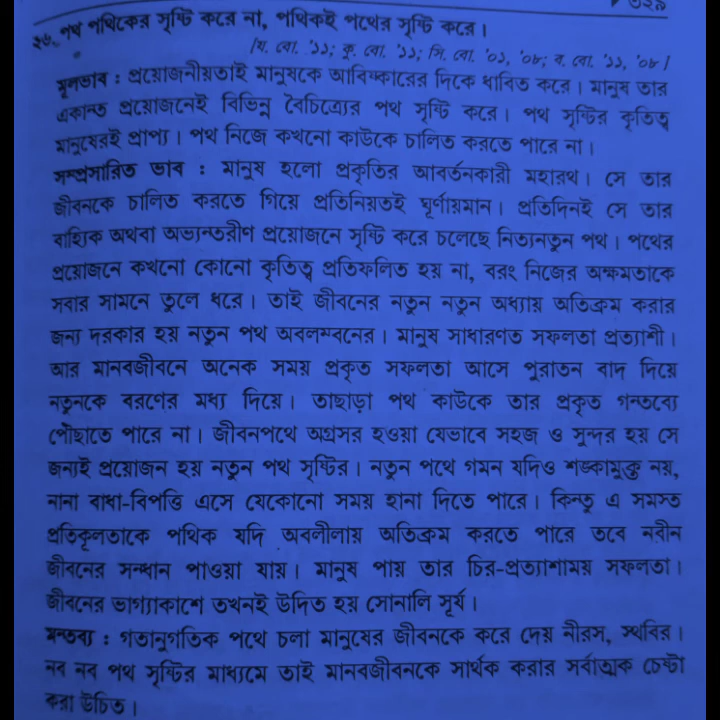 ২৬. পথ পথিকের সৃষ্টি করে না, পথিকই পথের সৃষ্টি করে।
[য. বো. '১১; কু. বো. '১১; সি. বো. '০১, '০৮; ব. বো. '১১, '০৮]
মূলভাব : প্রয়োজনীয়তাই মানুষকে আবিষ্কারের দিকে ধাবিত করে। মানুষ তার
একান্ত প্রয়োজনেই বিভিন্ন বৈচিত্র্যের পথ সৃষ্টি করে। পথ সৃষ্টির কৃতিত্ব
মানুষেরই প্রাপ্য। পথ নিজে কখনো কাউকে চালিত করতে পারে না।
সম্প্রসারিত ভাব : মানুষ হলো প্রকৃতির আবর্তনকারী মহারথ। সে তার
জীবনকে চালিত করতে গিয়ে প্রতিনিয়তই ঘূর্ণায়মান। প্রতিদিনই সে তার
বাহ্যিক অথবা অভ্যন্তরীণ প্রয়োজনে সৃষ্টি করে চলেছে নিত্যনতুন পথ। পথের
প্রয়োজনে কখনো কোনো কৃতিত্ব প্রতিফলিত হয় না, বরং নিজের অক্ষমতাকে
সবার সামনে তুলে ধরে। তাই জীবনের নতুন নতুন অধ্যায় অতিক্রম করার
জন্য দরকার হয় নতুন পথ অবলম্বনের। মানুষ সাধারণত সফলতা প্রত্যাশী।
আর মানবজীবনে অনেক সময় প্রকৃত সফলতা আসে পুরাতন বাদ দিয়ে
নতুনকে বরণের মধ্য দিয়ে। তাছাড়া পথ কাউকে তার প্রকৃত গন্তব্যে
পৌঁছাতে পারে না। জীবনপথে অগ্রসর হওয়া যেভাবে সহজ ও সুন্দর হয় সে
জন্যই প্রয়োজন হয় নতুন পথ সৃষ্টির। নতুন পথে গমন যদিও শঙ্কামুক্ত নয়,
নানা বাধা-বিপত্তি এসে যেকোনো সময় হানা দিতে পারে। কিন্তু এ সমস্ত
প্রতিকূলতাকে পথিক যদি অবলীলায় অতিক্রম করতে পারে তবে নবীন
জীবনের সন্ধান পাওয়া যায়। মানুষ পায় তার চির-প্রত্যাশাময় সফলতা।
জীবনের ভাগ্যাকাশে তখনই উদিত হয় সোনালি সূর্য।
মন্তব্য : গতানুগতিক পথে চলা মানুষের জীবনকে করে দেয় নীরস, স্থবির।
নব নব পথ সৃষ্টির মাধ্যমে তাই মানবজীবনকে সার্থক করার সর্বাত্মক চেষ্টা
করা উচিত।